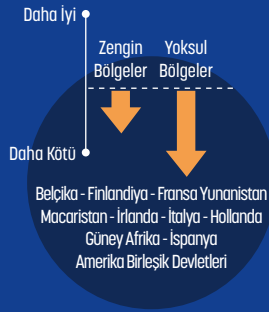 Daha İyi
Zengin Bölgeler
Yoksul Bölgeler
Daha Kötü
Belçika - Finlandiya - Fransa Yunanistan
Macaristan - İrlanda - İtalya - Hollanda
Güney Afrika - İspanya
Amerika Birleşik Devletleri